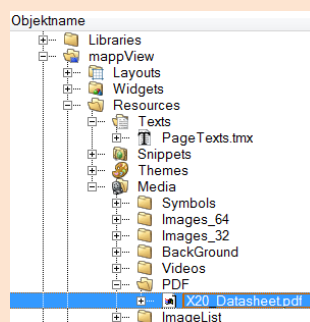 Objektname
Libraries
mappView
Layouts
Widgets
Resources
Texts
PageTexts.tmx
Snippets
Themes
Media
Symbols
Images_64
Images_32
BackGround
Videos
PDF
X20_Datasheet.pdf
ImageList